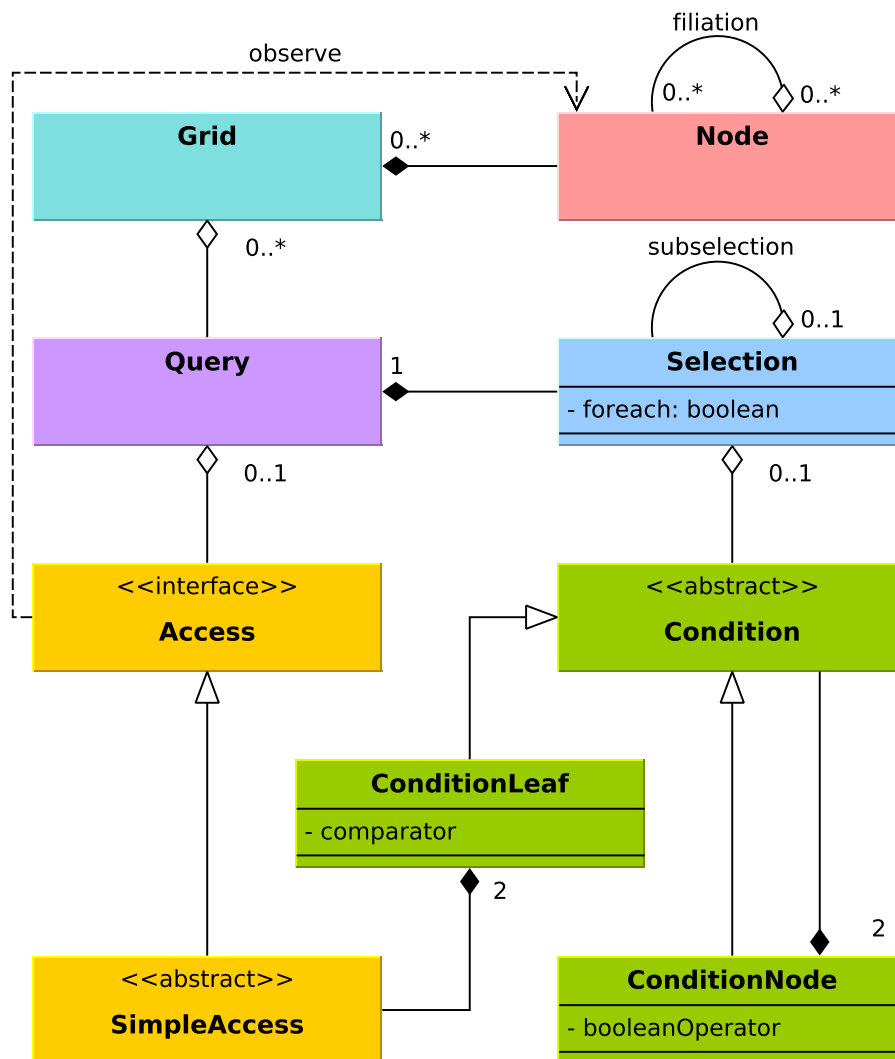 filiation
observe
0..*
0..*
Grid
0..*
Node
0..*
subselection
0..1
Query
1
Selection
- foreach: boolean
0..1
0..1
<<interface>>
Access
<<abstract>>
Condition
ConditionLeaf
- comparator
2
2
<<abstract>>
SimpleAccess
ConditionNode
- booleanOperator